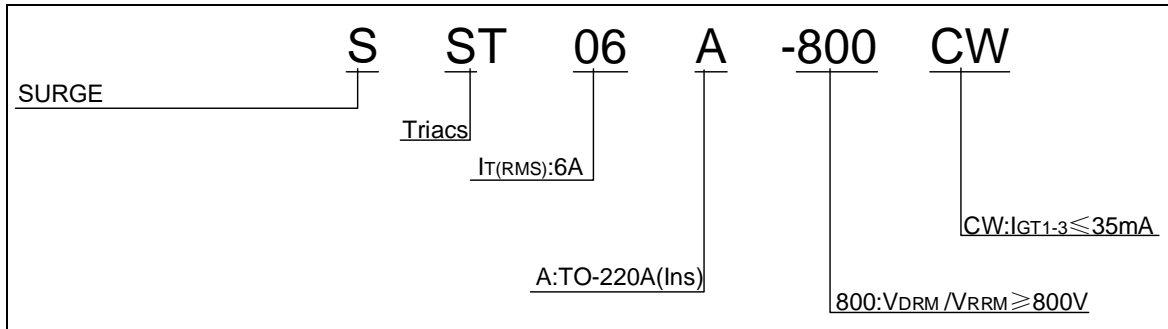 S ST 06 A -800 CW
SURGE
Triacs
IT(RMS):6A
CW:IGT1-3≤35mA
A:TO-220A(Ins)
800:VDRM /VRRM≥800V